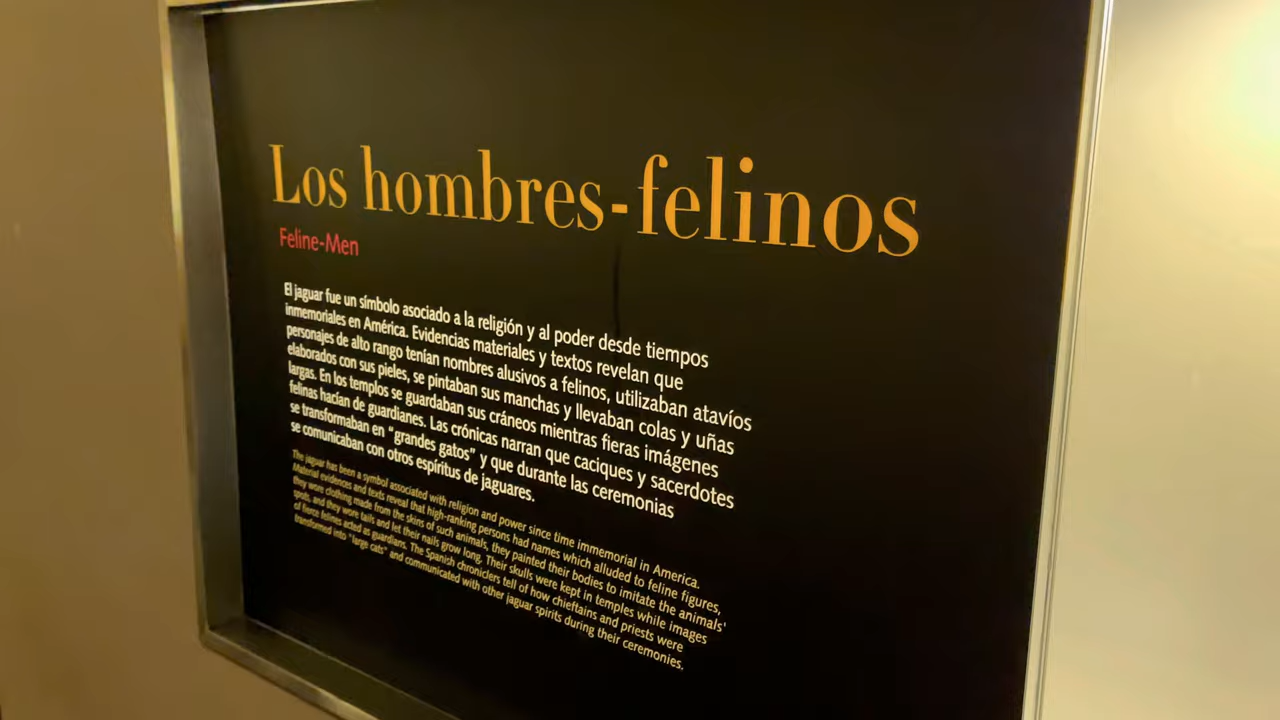 Los hombres-felinos
Feline-Men
El jaguar fue un símbolo asociado a la religión y al poder desde tiempos
inmemoriales en América. Evidencias materiales y textos revelan que
personajes de alto rango tenían nombres alusivos a felinos, utilizaban atavíos
elaborados con sus pieles, se pintaban sus manchas y llevaban colas y uñas
largas. En los templos se guardaban sus cráneos mientras fieras imágenes
felinas hacían de guardianes. Las crónicas narran que caciques y sacerdotes
se transformaban en "grandes gatos" y que durante las ceremonias
se comunicaban con otros espíritus de jaguares.
The jaguar has been a symbol associated with religion and power since time immemorial in America.
Material evidences and texts reveal that high-ranking persons had names which alluded to feline figures,
they wore clothing made from the skins of such animals, they painted their bodies to imitate the animals'
spots, and they wore tails and let their nails grow long. Their skulls were kept in temples while images
of fierce felines acted as guardians. The Spanish chroniclers tell of how chieftains and priests were
transformed into "large cats" and communicated with other jaguar spirits during their ceremonies.